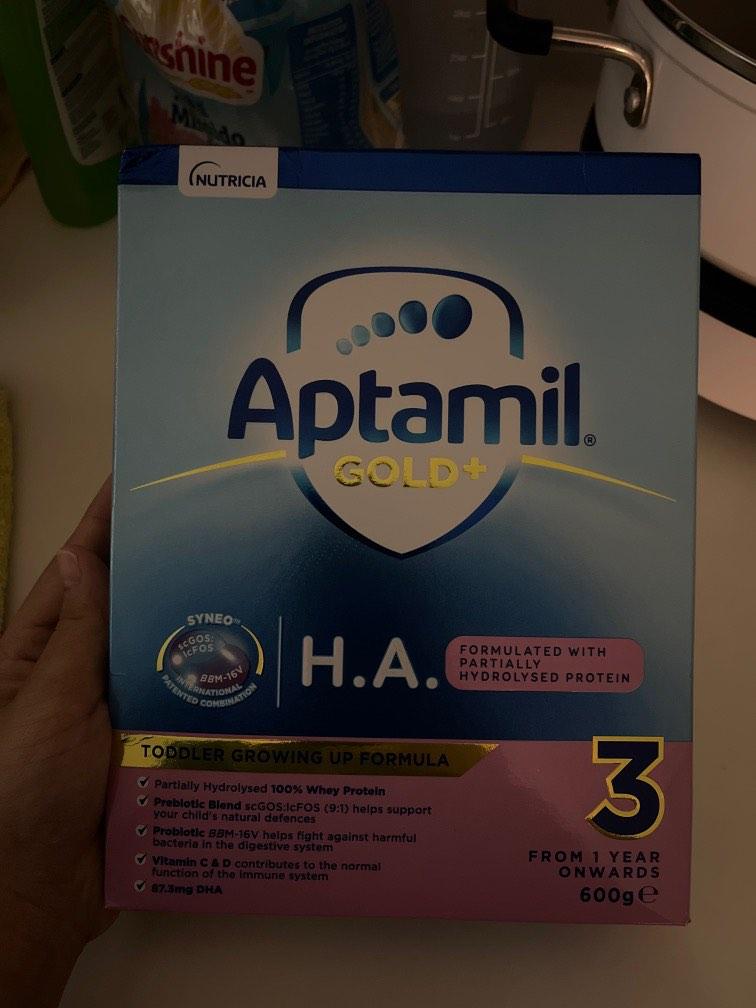 nshine
NUTRICIA
Aptamil®
GOLD+
SYNEO™
scGOS:
lcFOS
BBM-16V
INTERNATIONAL
PATENTED COMBINATION
H.A.
FORMULATED WITH
PARTIALLY
HYDROLYSED PROTEIN
TODDLER GROWING UP FORMULA
Partially Hydrolysed 100% Whey Protein
Prebiotic Blend scGOS:lcFOS (9:1) helps support
your child's natural defences
Probiotic BBM-16V helps fight against harmful
bacteria in the digestive system
Vitamin C & D contributes to the normal
function of the immune system
87.3mg DHA
3
FROM 1 YEAR
ONWARDS
600g℮